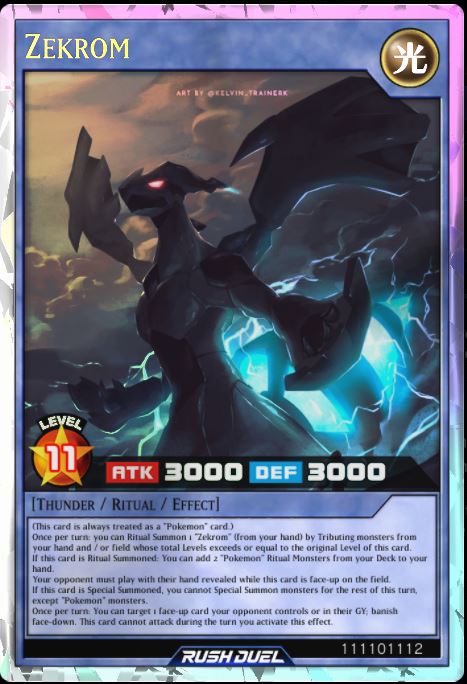 ZEKROM
光
ART BY @KELVIN_TRAINERK
LEVEL
11
ATK 3000 DEF 3000
[THUNDER / RITUAL / EFFECT]
(This card is always treated as a "Pokemon" card.)
Once per turn: you can Ritual Summon 1 "Zekrom" (from your hand) by Tributing monsters from
your hand and / or field whose total Levels exceeds or equal to the original Level of this card.
If this card is Ritual Summoned: You can add 2 "Pokemon" Ritual Monsters from your Deck to your
hand.
Your opponent must play with their hand revealed while this card is face-up on the field.
If this card is Special Summoned, you cannot Special Summon monsters for the rest of this turn,
except "Pokemon" monsters.
Once per turn: You can target 1 face-up card your opponent controls or in their GY; banish
face-down. This card cannot attack during the turn you activate this effect.
111101112
RUSH DUEL